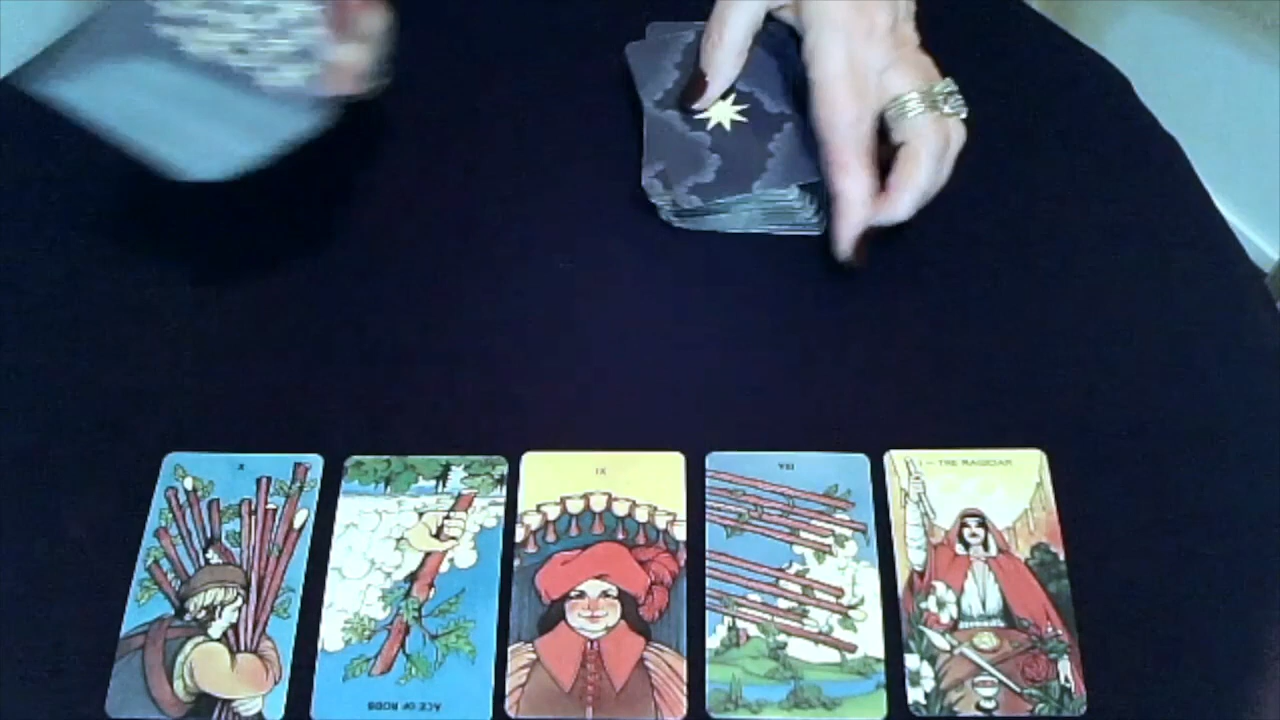 X
IX
VIII
I — THE MAGICIAN
ACE OF RODS